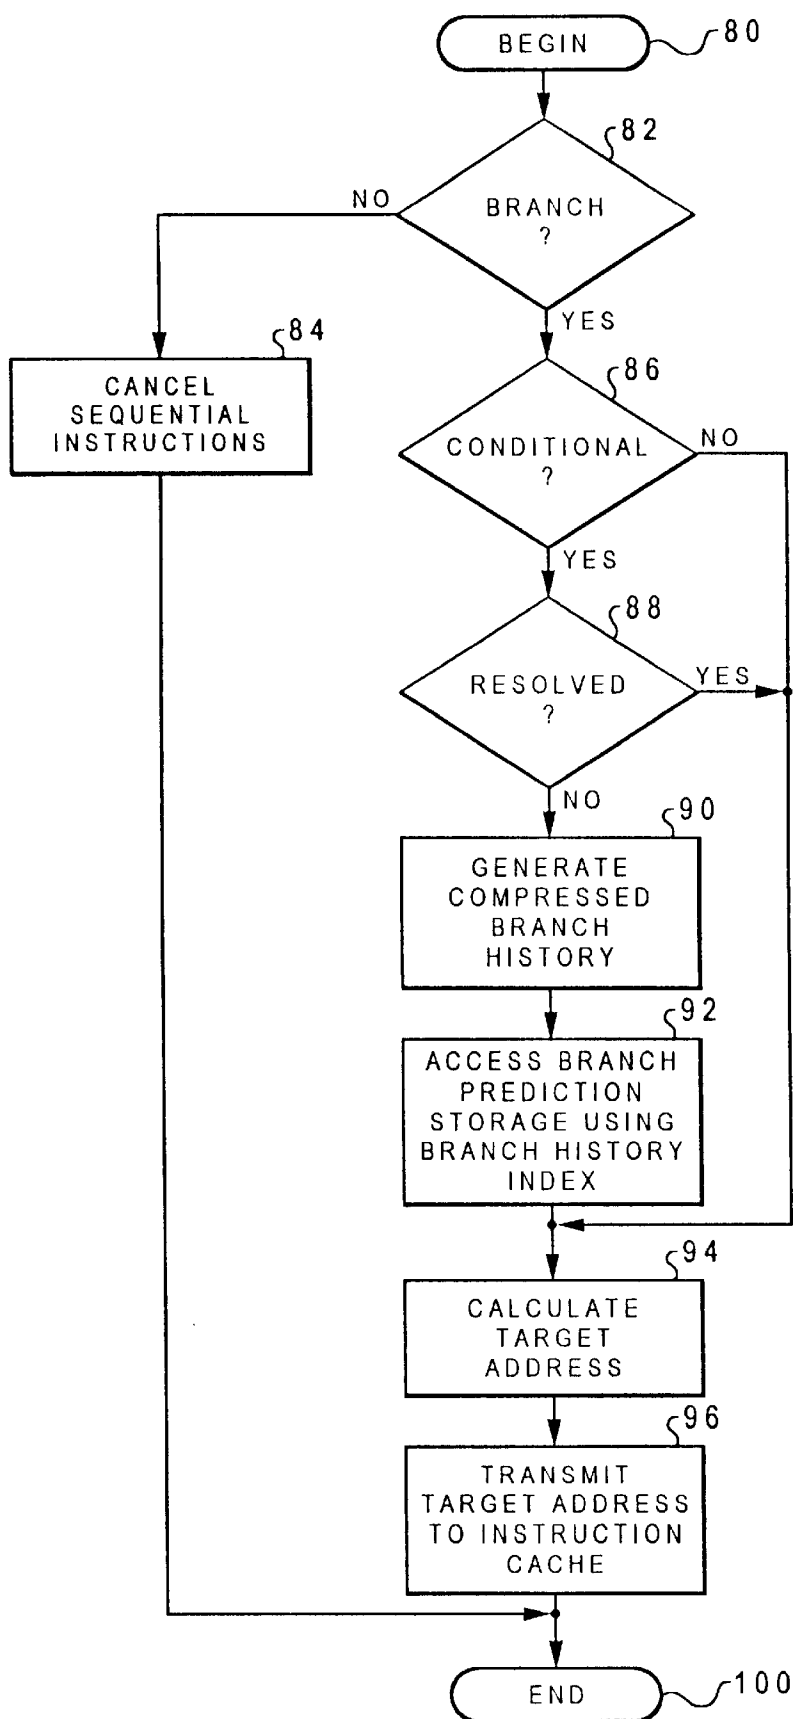 BEGIN
80
82
BRANCH
?
NO
YES
84
CANCEL
SEQUENTIAL
INSTRUCTIONS
86
CONDITIONAL
?
NO
YES
88
RESOLVED
?
YES
NO
90
GENERATE
COMPRESSED
BRANCH
HISTORY
92
ACCESS BRANCH
PREDICTION
STORAGE USING
BRANCH HISTORY
INDEX
94
CALCULATE
TARGET
ADDRESS
96
TRANSMIT
TARGET ADDRESS
TO INSTRUCTION
CACHE
END
100